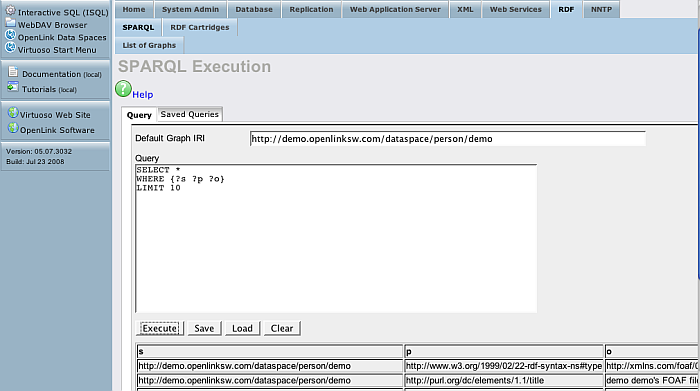 Interactive SQL (ISQL)
WebDAV Browser
OpenLink Data Spaces
Virtuoso Start Menu
Documentation (local)
Tutorials (local)
Virtuoso Web Site
OpenLink Software
Version: 05.07.3032
Build: Jul 23 2008
Home System Admin Database Replication Web Application Server XML Web Services RDF NNTP
SPARQL RDF Cartridges
List of Graphs
SPARQL Execution
Help
Query Saved Queries
Default Graph IRI http://demo.openlinksw.com/dataspace/person/demo
Query
SELECT *
WHERE {?s ?p ?o}
LIMIT 10
Execute Save Load Clear
s p o
http://demo.openlinksw.com/dataspace/person/demo http://www.w3.org/1999/02/22-rdf-syntax-ns#type http://xmlns.com/foaf/
http://demo.openlinksw.com/dataspace/person/demo http://purl.org/dc/elements/1.1/title demo demo's FOAF